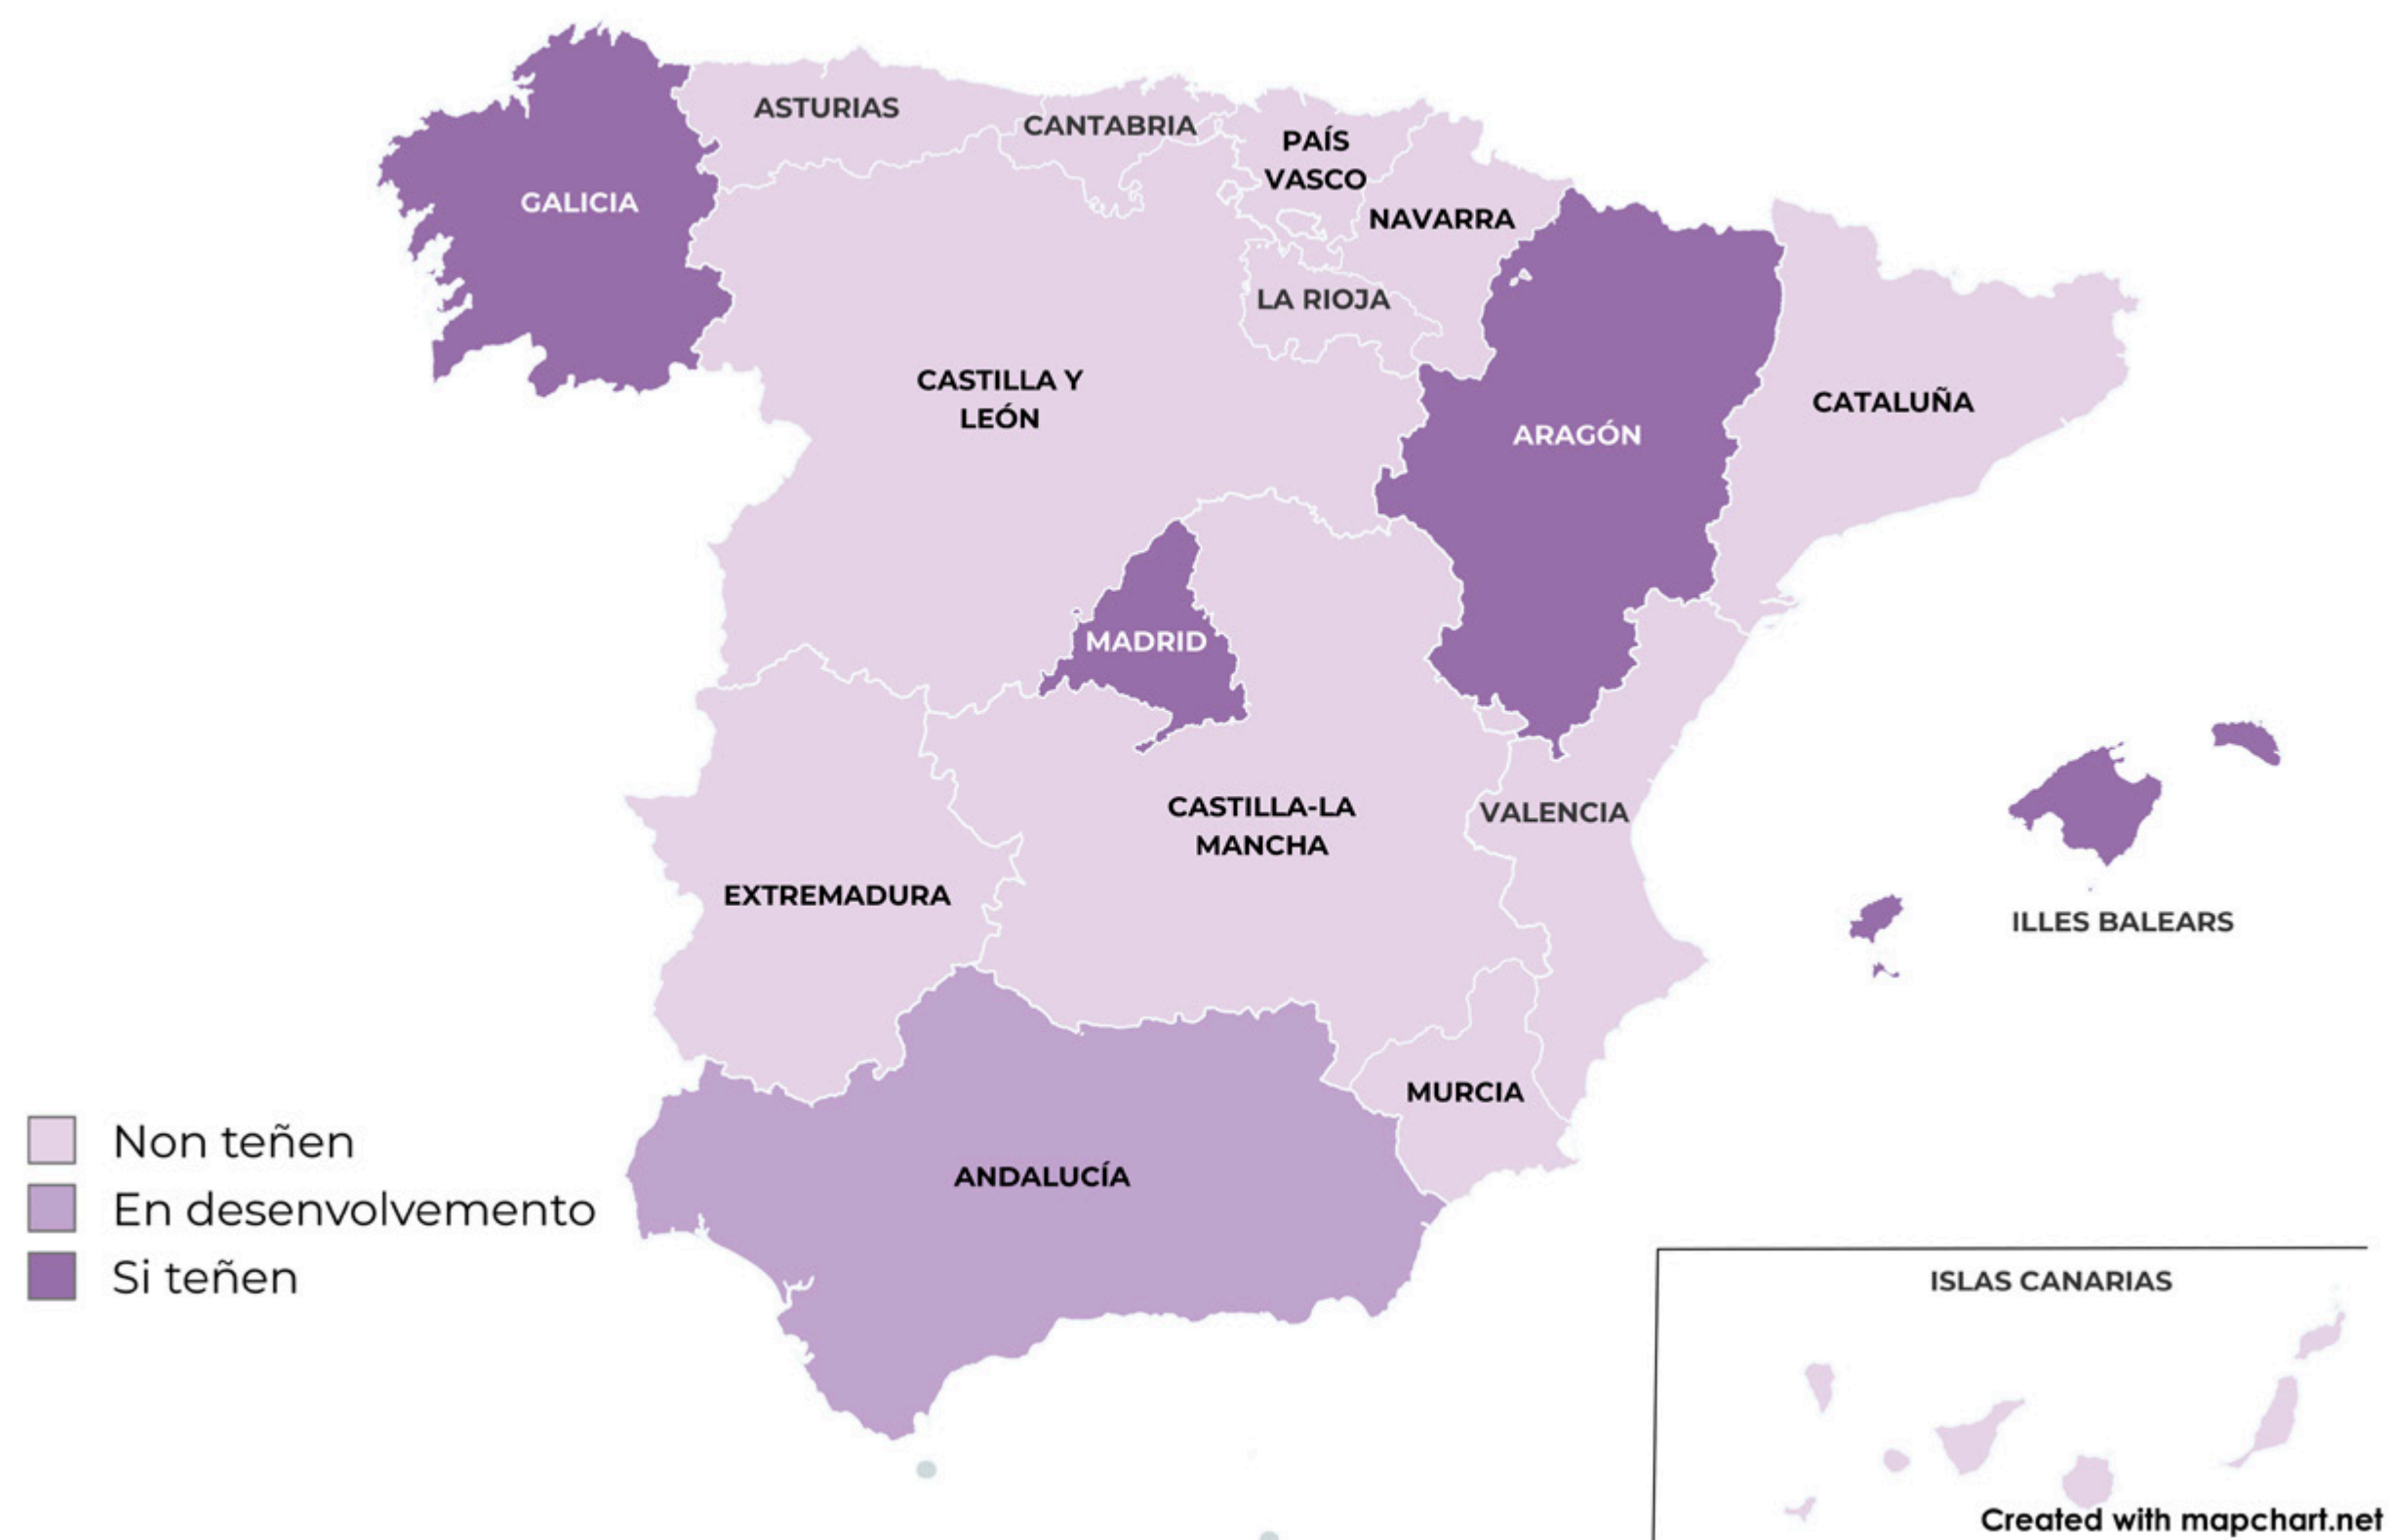 ASTURIAS
CANTABRIA
PAÍS
VASCO
GALICIA
NAVARRA
LA RIOJA
CASTILLA Y
LEÓN
CATALUÑA
ARAGÓN
MADRID
CASTILLA-LA
MANCHA
VALENCIA
EXTREMADURA
ILLES BALEARS
MURCIA
ANDALUCÍA
Non teñen
En desenvolvemento
Si teñen
ISLAS CANARIAS
Created with mapchart.net